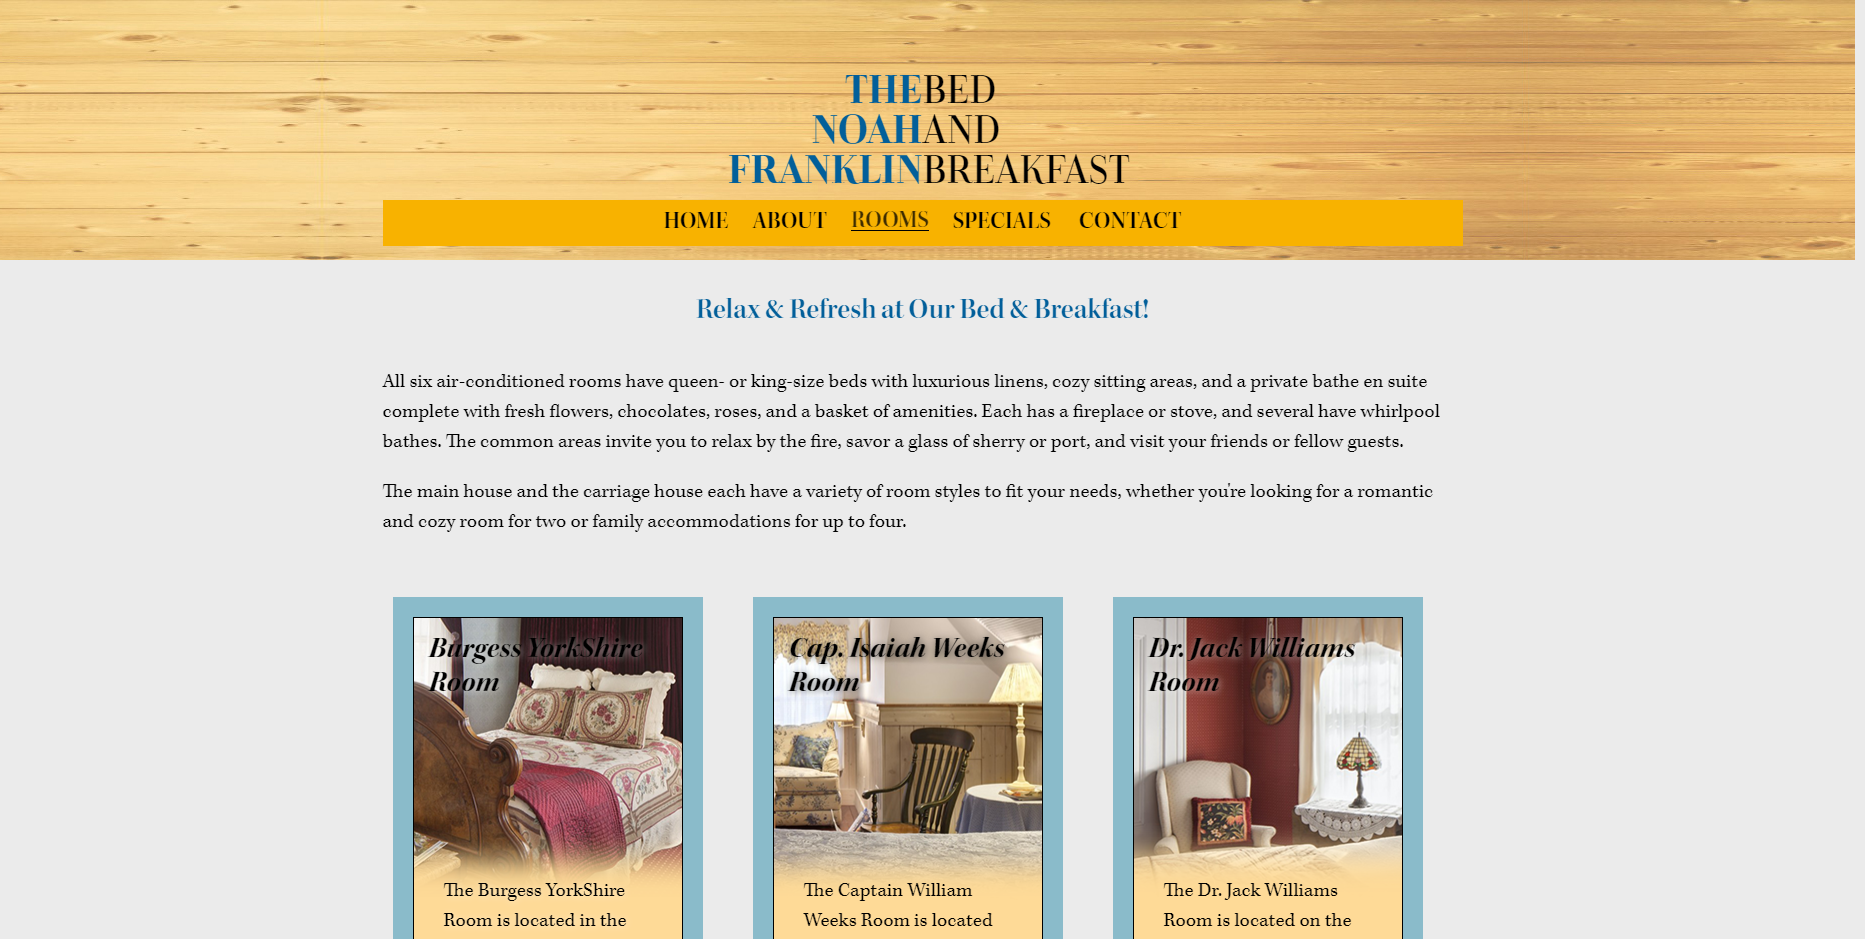 THEBED
NOAHAND
FRANKLINBREAKFAST
HOME ABOUT ROOMS SPECIALS CONTACT
Relax & Refresh at Our Bed & Breakfast!
All six air-conditioned rooms have queen- or king-size beds with luxurious linens, cozy sitting areas, and a private bathe en suite
complete with fresh flowers, chocolates, roses, and a basket of amenities. Each has a fireplace or stove, and several have whirlpool
bathes. The common areas invite you to relax by the fire, savor a glass of sherry or port, and visit your friends or fellow guests.
The main house and the carriage house each have a variety of room styles to fit your needs, whether you're looking for a romantic
and cozy room for two or family accommodations for up to four.
Burgess YorkShire
Room
The Burgess YorkShire
Room is located in the
Cap. Isaiah Weeks
Room
The Captain William
Weeks Room is located
Dr. Jack Williams
Room
The Dr. Jack Williams
Room is located on the